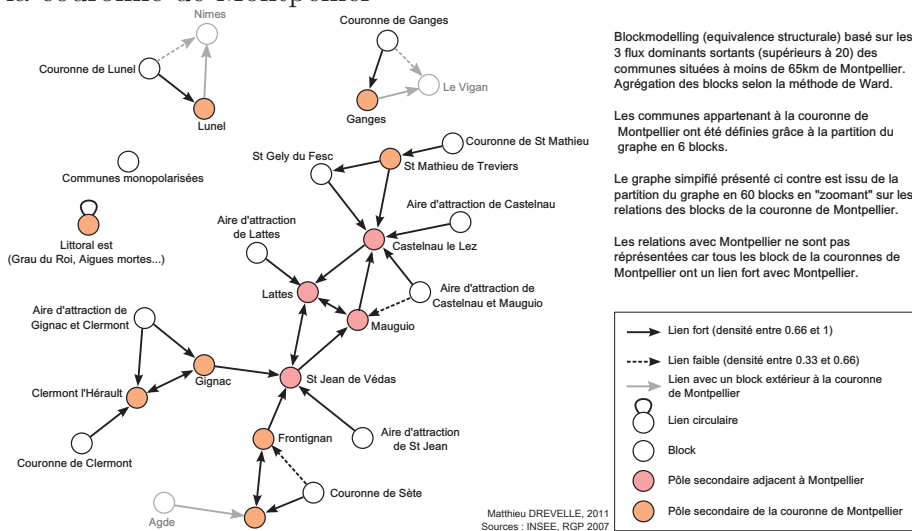 la couronne de Montpellier
Nimes
Couronne de Lunel
Lunel
Couronne de Ganges
Le Vigan
Ganges
Communes monopolarisées
Littoral est
(Grau du Roi, Aigues mortes...)
St Gely du Fesc
Couronne de St Mathieu
St Mathieu de Treviers
Aire d'attraction de Castelnau
Aire d'attraction
de Lattes
Castelnau le Lez
Lattes
Aire d'attraction de
Castelnau et Mauguio
Mauguio
Aire d'attraction de
Gignac et Clermont
Gignac
Clermont l'Hérault
St Jean de Védas
Couronne de Clermont
Frontignan
Aire d'attraction
de St Jean
Couronne de Sète
Agde
Matthieu DREVELLE, 2011
Sources : INSEE, RGP 2007
Blockmodelling (equivalence structurale) basé sur les
3 flux dominants sortants (supérieurs à 20) des
communes situées à moins de 65km de Montpellier.
Agrégation des blocks selon la méthode de Ward.
Les communes appartenant à la couronne de
Montpellier ont été définies grâce à la partition du
graphe en 6 blocks.
Le graphe simplifié présenté ci contre est issu de la
partition du graphe en 60 blocks en "zoomant" sur les
relations des blocks de la couronne de Montpellier.
Les relations avec Montpellier ne sont pas
réprésentées car tous les block de la couronnes de
Montpellier ont un lien fort avec Montpellier.
Lien fort (densité entre 0.66 et 1)
Lien faible (densité entre 0.33 et 0.66)
Lien avec un block extérieur à la couronne
de Montpellier
Lien circulaire
Block
Pôle secondaire adjacent à Montpellier
Pôle secondaire de la couronne de Montpellier